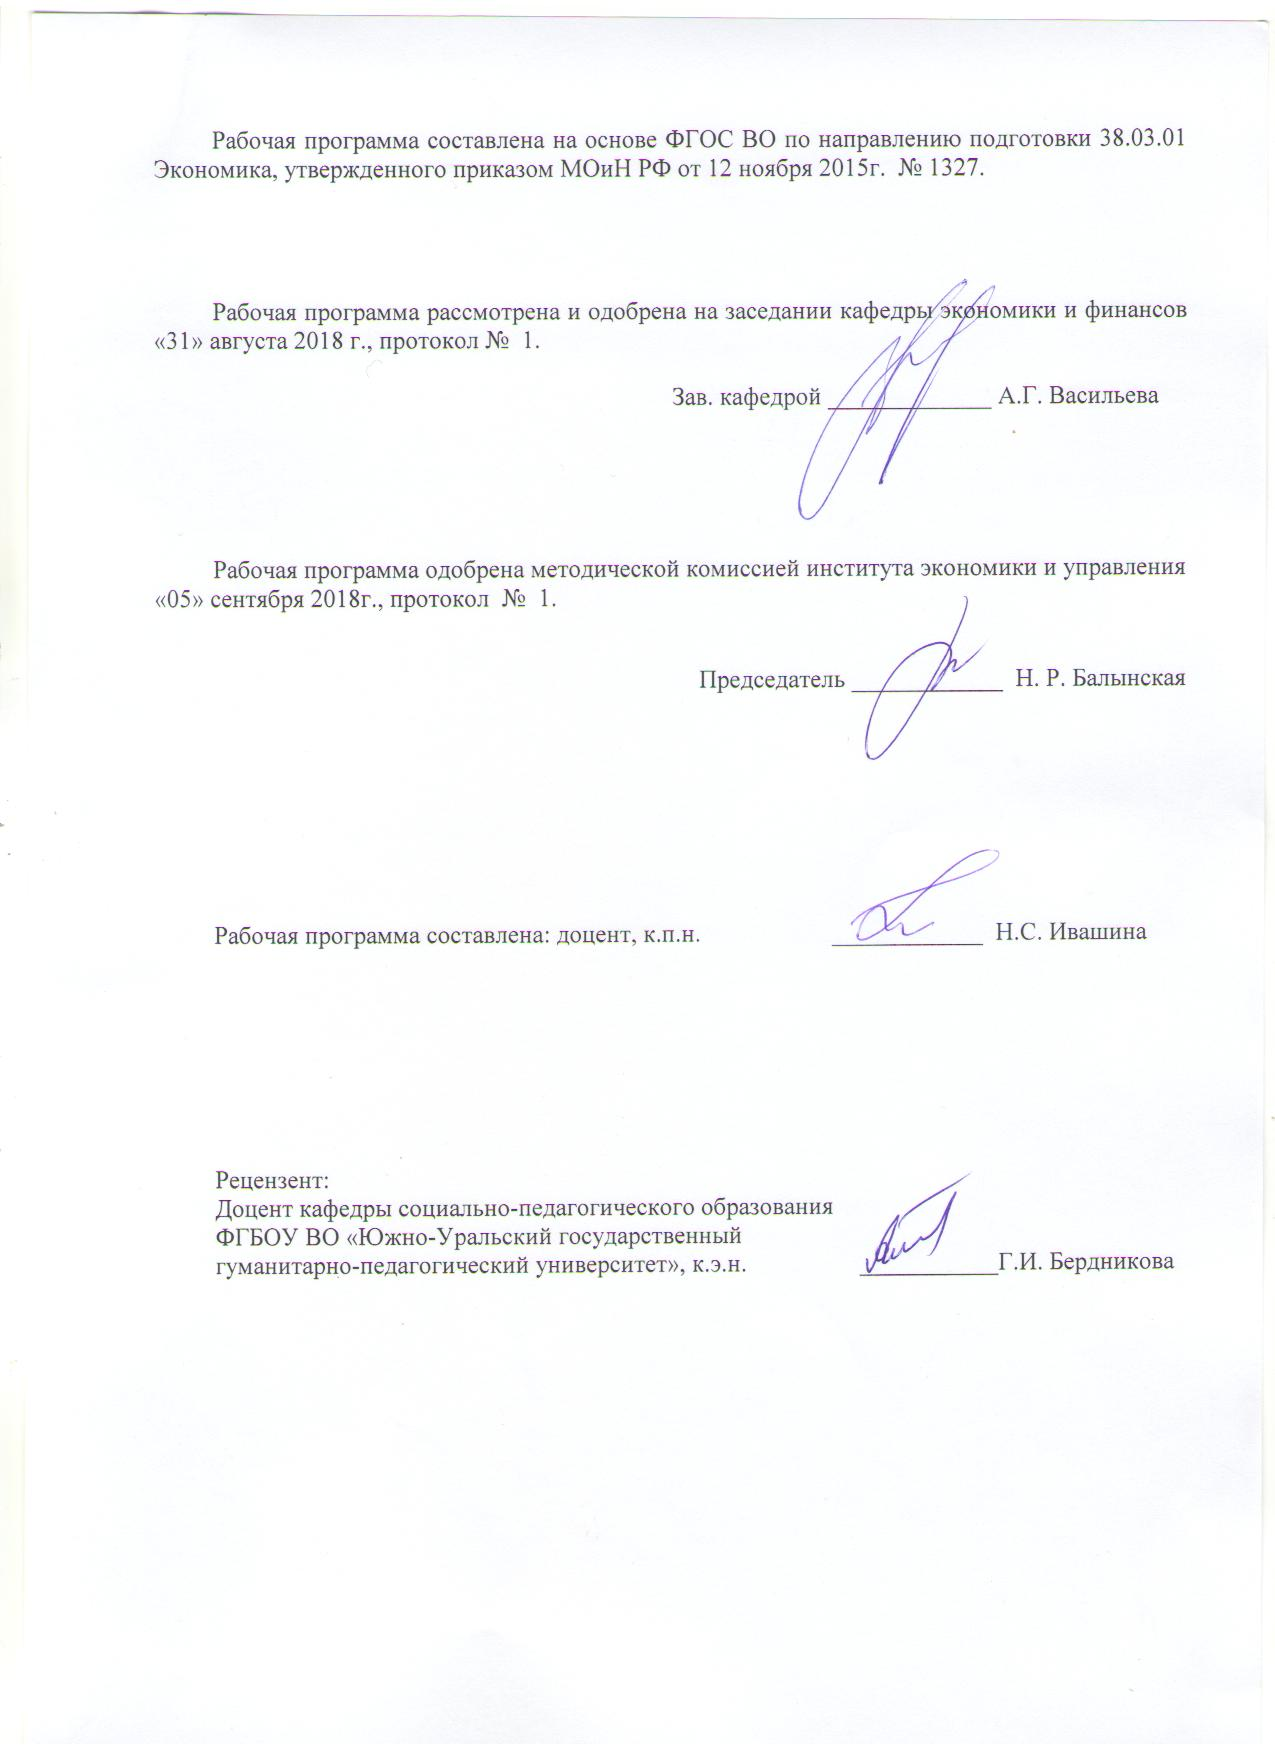 Рабочая программа составлена на основе ФГОС ВО по направлению подготовки 38.03.01
Экономика, утвержденного приказом МОиН РФ от 12 ноября 2015г. № 1327.
Рабочая программа рассмотрена и одобрена на заседании кафедры экономики и финансов
«31» августа 2018 г., протокол № 1.
Зав. кафедрой _____________ А.Г. Васильева
Рабочая программа одобрена методической комиссией института экономики и управления
«05» сентября 2018г., протокол № 1.
Председатель ____________ Н. Р. Балынская
Рабочая программа составлена: доцент, к.п.н. ____________ Н.С. Ивашина
Рецензент:
Доцент кафедры социально-педагогического образования
ФГБОУ ВО «Южно-Уральский государственный
гуманитарно-педагогический университет», к.э.н. ___________Г.И. Бердникова